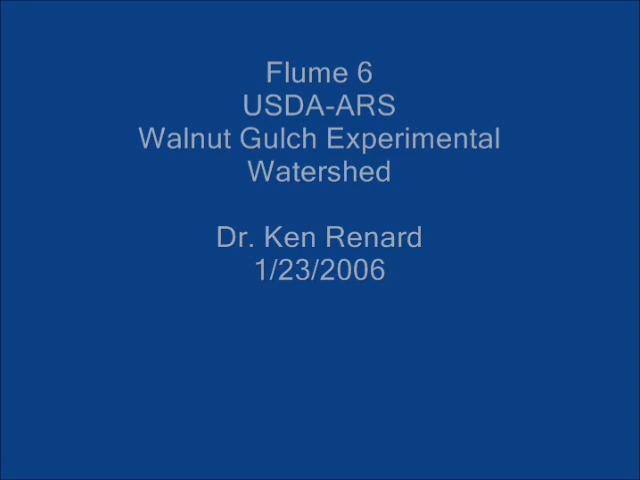 Flume 6
USDA-ARS
Walnut Gulch Experimental
Watershed
Dr. Ken Renard
1/23/2006